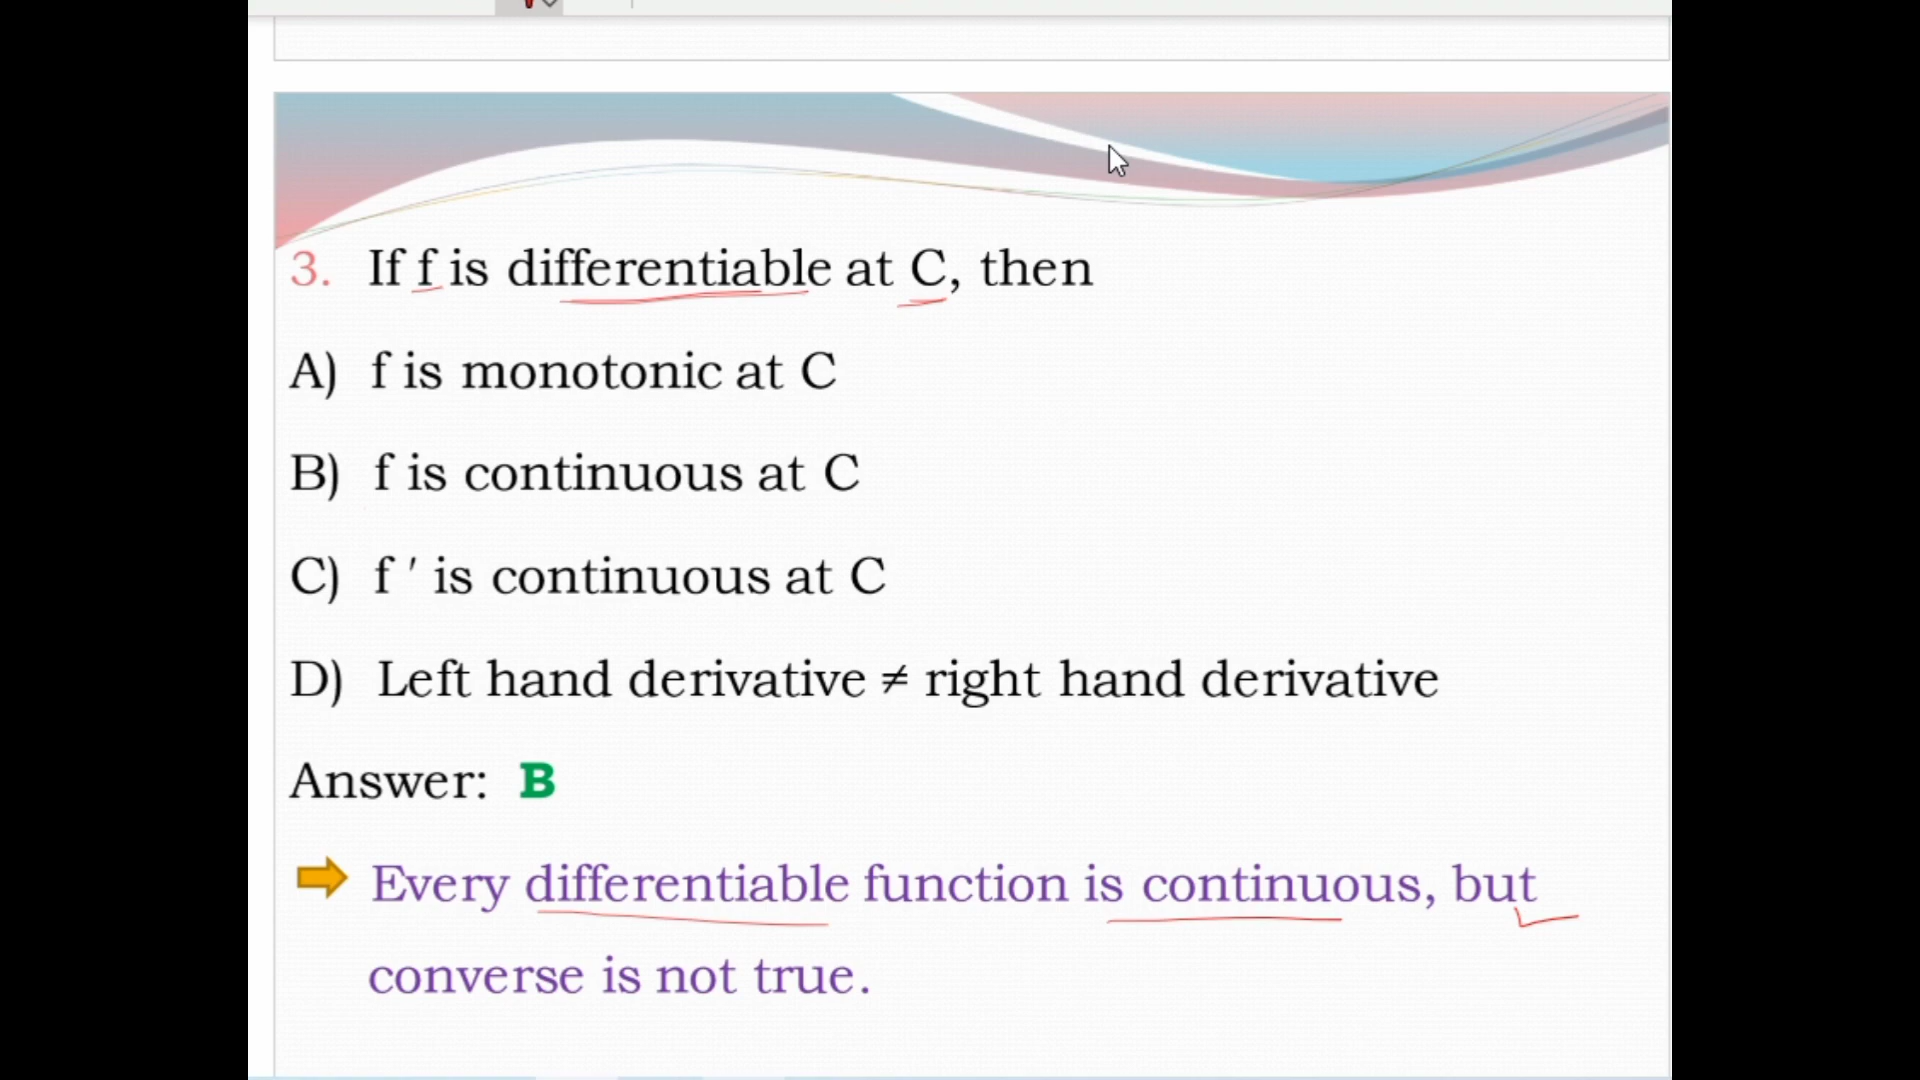 3. If f is differentiable at C, then
A) f is monotonic at C
B) f is continuous at C
C) f ′ is continuous at C
D) Left hand derivative ≠ right hand derivative
Answer: B
Every differentiable function is continuous, but
converse is not true.